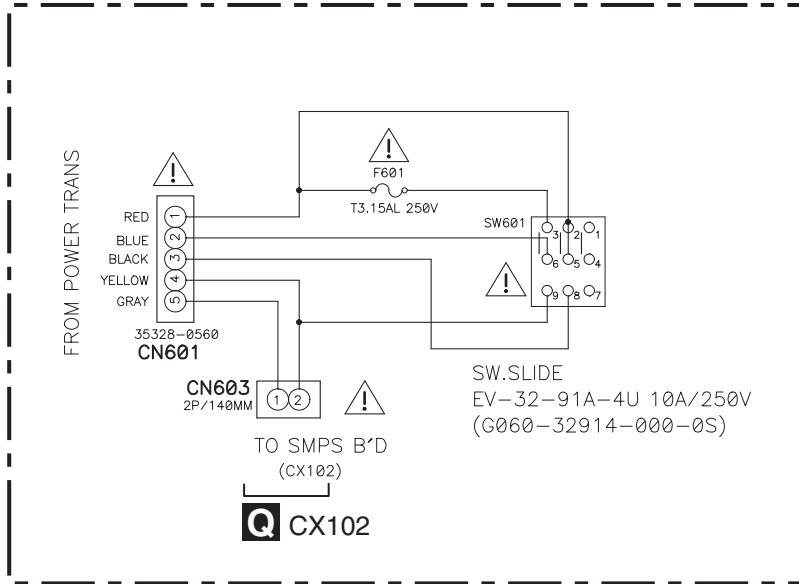 FROM POWER TRANS
!
F601
T3.15AL 250V
!
RED 1
BLUE 2
BLACK 3
YELLOW 4
GRAY 5
35328-0560
CN601
SW601
3 2 1
6 5 4
9 8 7
!
CN603
2P/140MM
1 2
!
TO SMPS B'D
(CX102)
Q CX102
SW.SLIDE
EV-32-91A-4U 10A/250V
(G060-32914-000-0S)